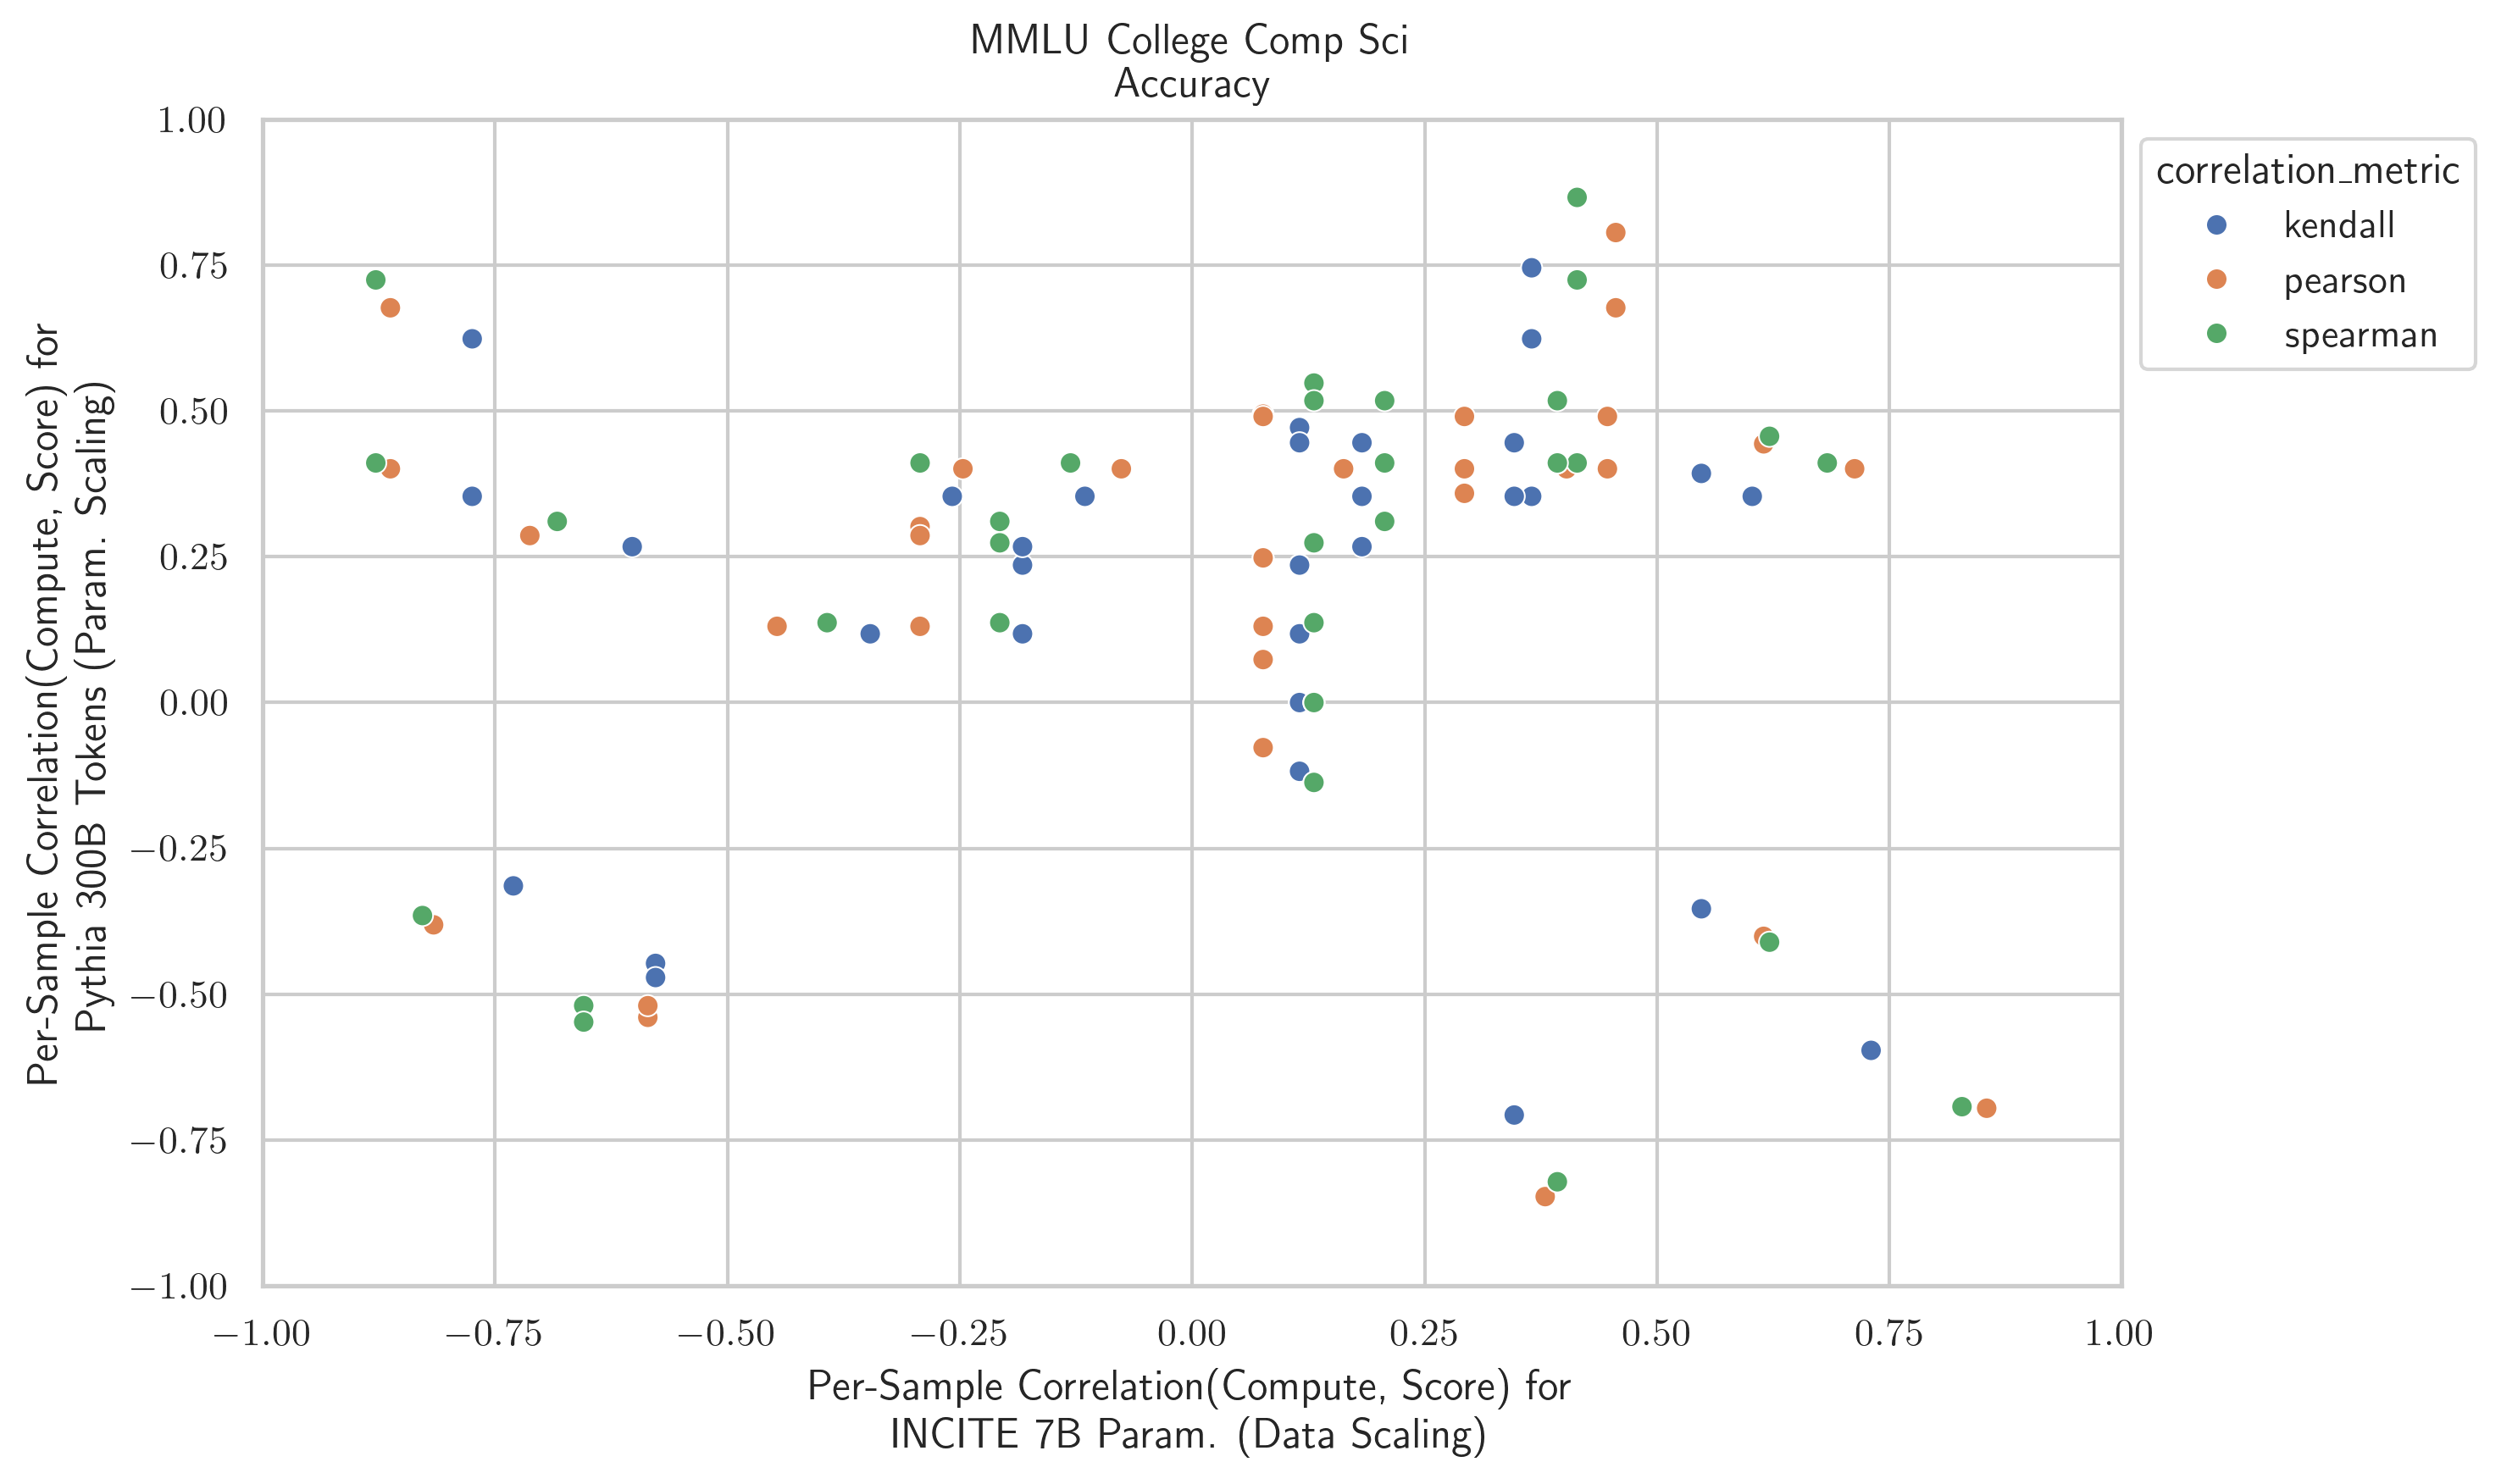 MMLU College Comp Sci
Accuracy
1.00
0.75
0.50
0.25
0.00
−0.25
−0.50
−0.75
−1.00
−1.00
−0.75
−0.50
−0.25
0.00
0.25
0.50
0.75
1.00
Per-Sample Correlation(Compute, Score) for
Pythia 300B Tokens (Param. Scaling)
Per-Sample Correlation(Compute, Score) for
INCITE 7B Param. (Data Scaling)
correlation_metric
kendall
pearson
spearman